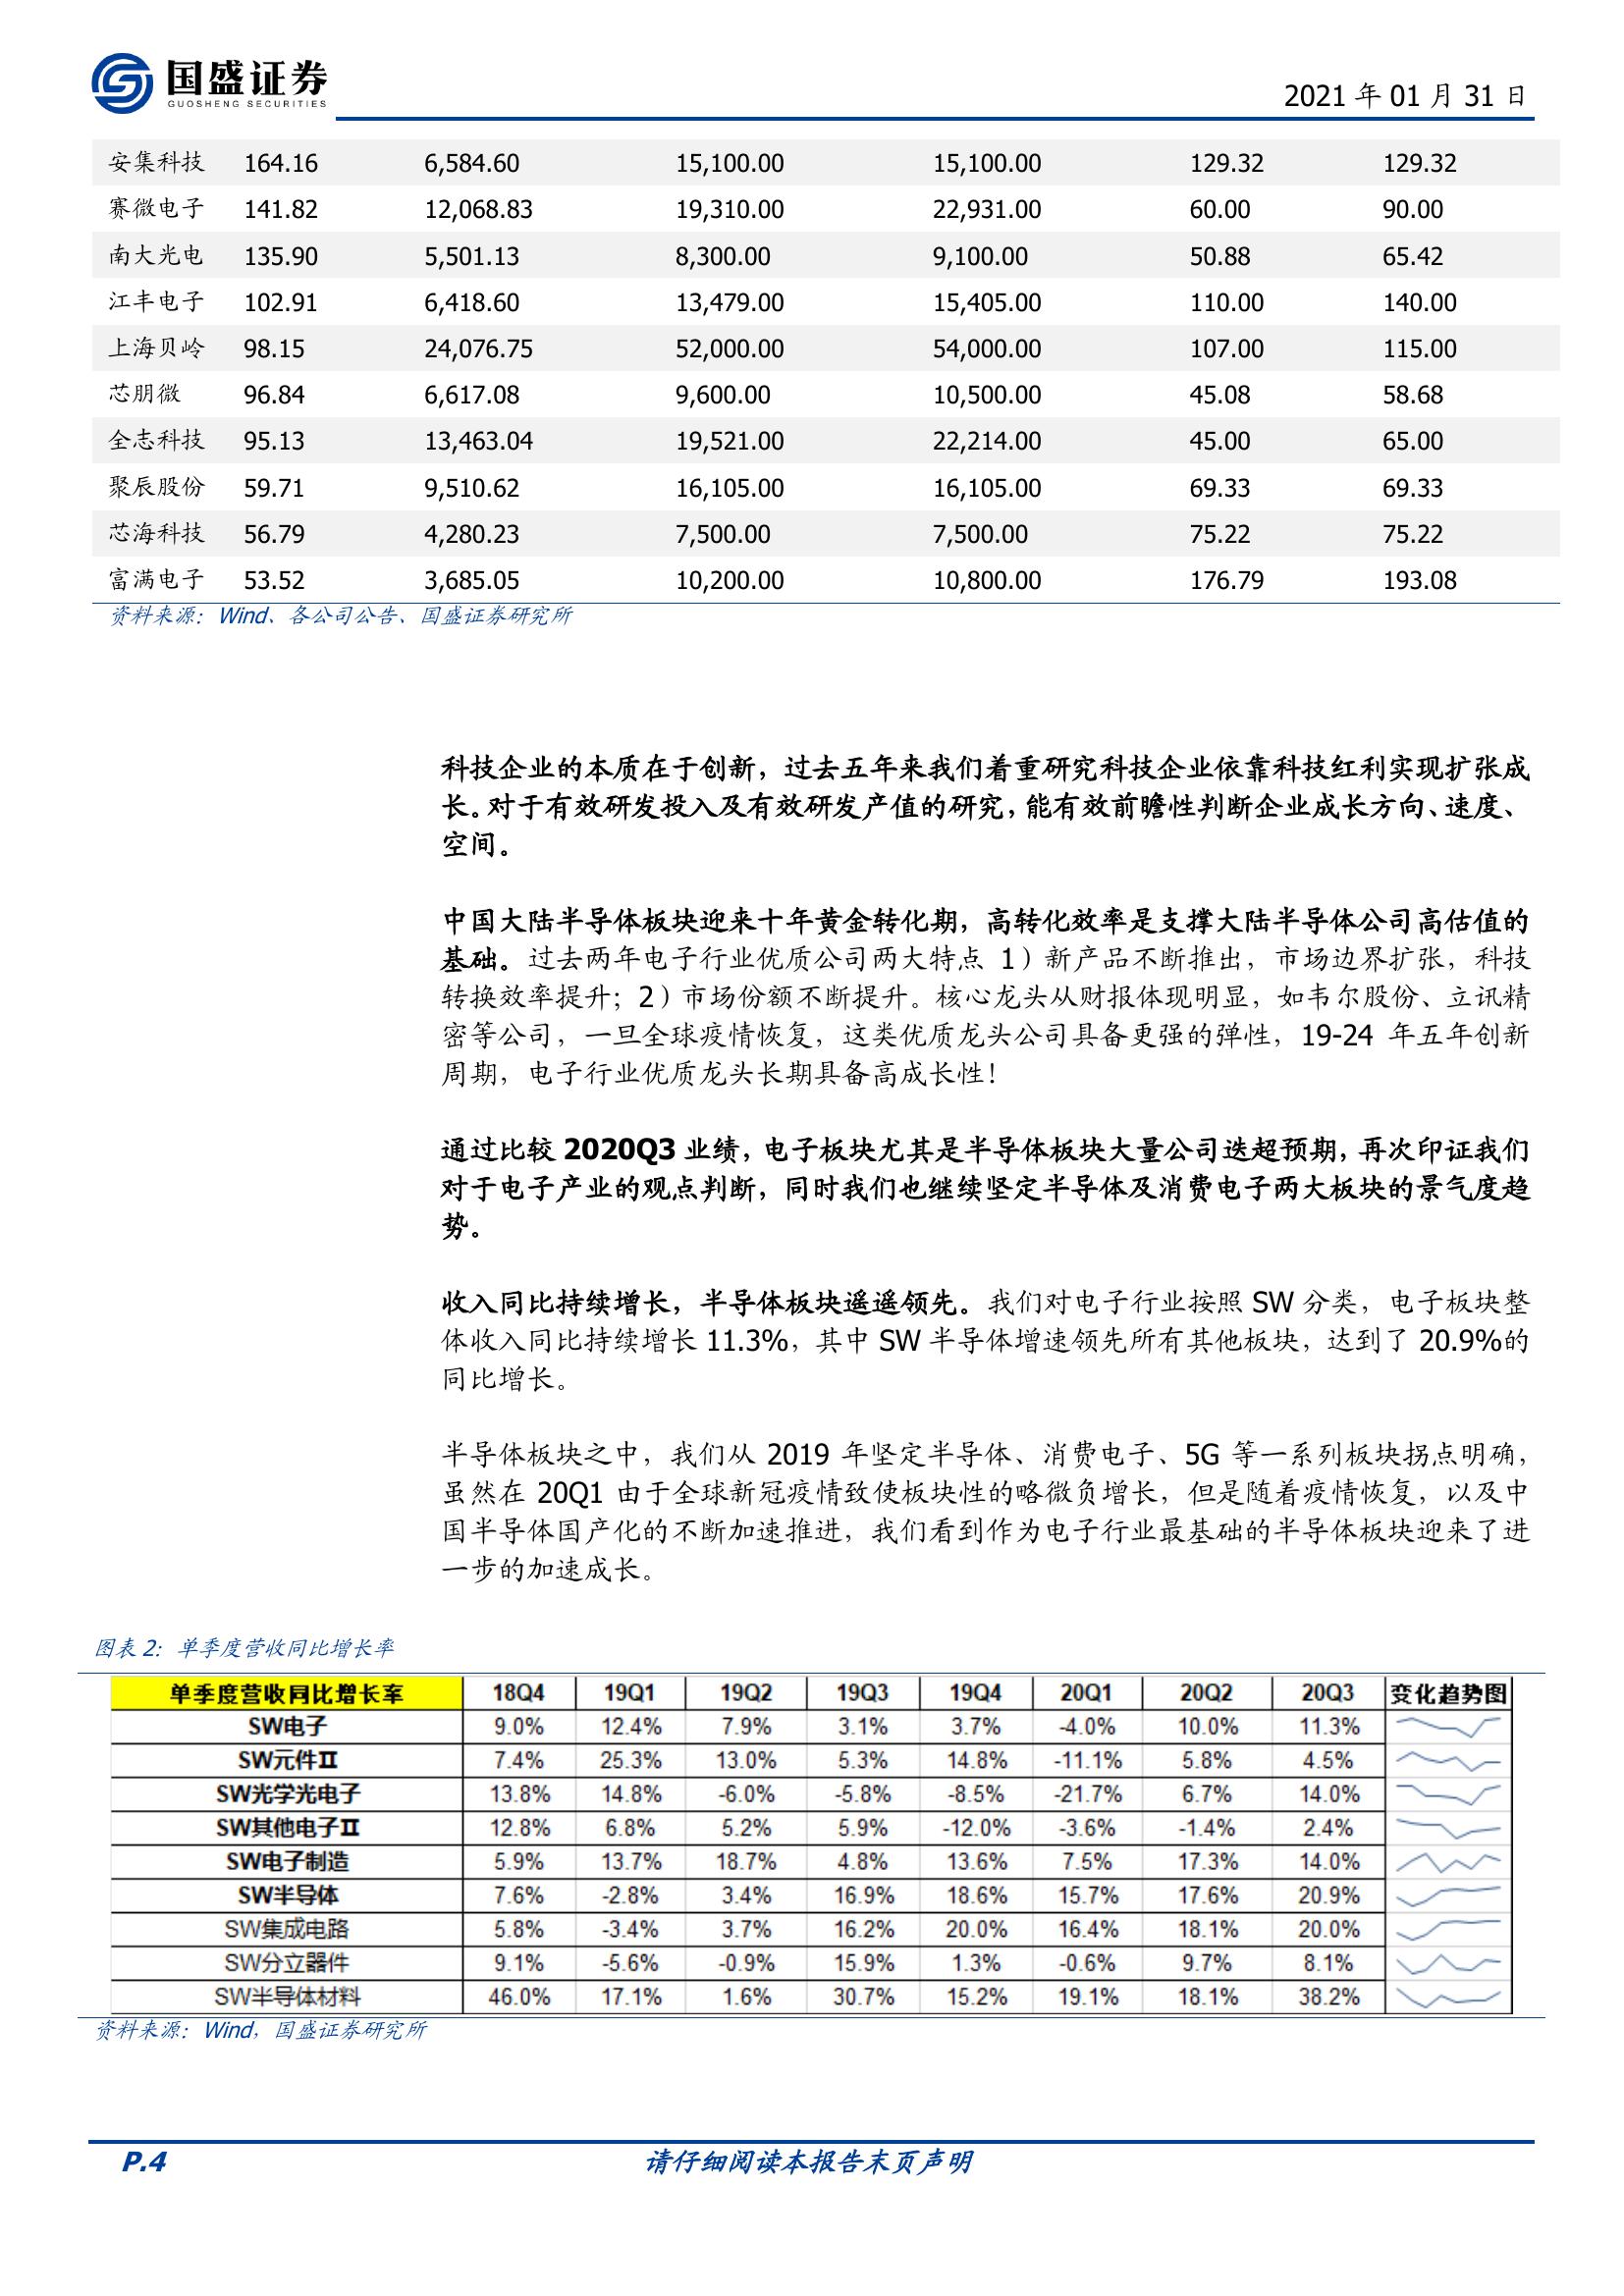 国盛证券
GUOSHENG SECURITIES
2021 年 01 月 31 日
安集科技 164.16 6,584.60 15,100.00 15,100.00 129.32 129.32
赛微电子 141.82 12,068.83 19,310.00 22,931.00 60.00 90.00
南大光电 135.90 5,501.13 8,300.00 9,100.00 50.88 65.42
江丰电子 102.91 6,418.60 13,479.00 15,405.00 110.00 140.00
上海贝岭 98.15 24,076.75 52,000.00 54,000.00 107.00 115.00
芯朋微 96.84 6,617.08 9,600.00 10,500.00 45.08 58.68
全志科技 95.13 13,463.04 19,521.00 22,214.00 45.00 65.00
聚辰股份 59.71 9,510.62 16,105.00 16,105.00 69.33 69.33
芯海科技 56.79 4,280.23 7,500.00 7,500.00 75.22 75.22
富满电子 53.52 3,685.05 10,200.00 10,800.00 176.79 193.08
资料来源：Wind、各公司公告、国盛证券研究所
科技企业的本质在于创新，过去五年来我们着重研究科技企业依靠科技红利实现扩张成
长。对于有效研发投入及有效研发产值的研究，能有效前瞻性判断企业成长方向、速度、
空间。
中国大陆半导体板块迎来十年黄金转化期，高转化效率是支撑大陆半导体公司高估值的
基础。过去两年电子行业优质公司两大特点 1）新产品不断推出，市场边界扩张，科技
转换效率提升；2）市场份额不断提升。核心龙头从财报体现明显，如韦尔股份、立讯精
密等公司，一旦全球疫情恢复，这类优质龙头公司具备更强的弹性，19-24 年五年创新
周期，电子行业优质龙头长期具备高成长性！
通过比较 2020Q3 业绩，电子板块尤其是半导体板块大量公司迭超预期，再次印证我们
对于电子产业的观点判断，同时我们也继续坚定半导体及消费电子两大板块的景气度趋
势。
收入同比持续增长，半导体板块遥遥领先。我们对电子行业按照 SW 分类，电子板块整
体收入同比持续增长 11.3%，其中 SW 半导体增速领先所有其他板块，达到了 20.9%的
同比增长。
半导体板块之中，我们从 2019 年坚定半导体、消费电子、5G 等一系列板块拐点明确，
虽然在 20Q1 由于全球新冠疫情致使板块性的略微负增长，但是随着疫情恢复，以及中
国半导体国产化的不断加速推进，我们看到作为电子行业最基础的半导体板块迎来了进
一步的加速成长。
图表 2：单季度营收同比增长率
单季度营收同比增长率 18Q4 19Q1 19Q2 19Q3 19Q4 20Q1 20Q2 20Q3 变化趋势图
SW电子 9.0% 12.4% 7.9% 3.1% 3.7% -4.0% 10.0% 11.3%
SW元件Ⅱ 7.4% 25.3% 13.0% 5.3% 14.8% -11.1% 5.8% 4.5%
SW光学光电子 13.8% 14.8% -6.0% -5.8% -8.5% -21.7% 6.7% 14.0%
SW其他电子Ⅱ 12.8% 6.8% 5.2% 5.9% -12.0% -3.6% -1.4% 2.4%
SW电子制造 5.9% 13.7% 18.7% 4.8% 13.6% 7.5% 17.3% 14.0%
SW半导体 7.6% -2.8% 3.4% 16.9% 18.6% 15.7% 17.6% 20.9%
SW集成电路 5.8% -3.4% 3.7% 16.2% 20.0% 16.4% 18.1% 20.0%
SW分立器件 9.1% -5.6% -0.9% 15.9% 1.3% -0.6% 9.7% 8.1%
SW半导体材料 46.0% 17.1% 1.6% 30.7% 15.2% 19.1% 18.1% 38.2%
资料来源：Wind，国盛证券研究所
P.4 请仔细阅读本报告末页声明